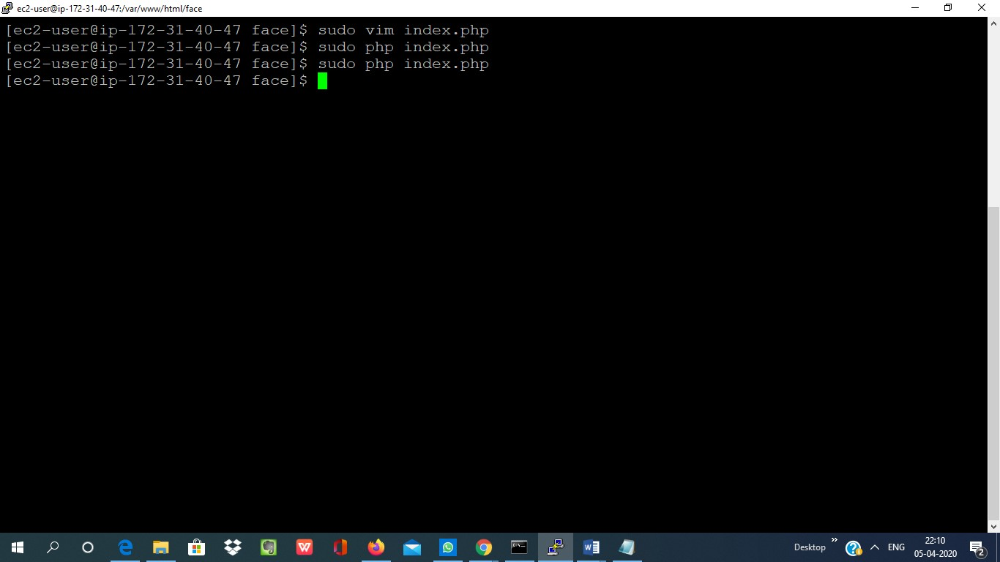 ec2-user@ip-172-31-40-47:/var/www/html/face
[ec2-user@ip-172-31-40-47 face]$ sudo vim index.php
[ec2-user@ip-172-31-40-47 face]$ sudo php index.php
[ec2-user@ip-172-31-40-47 face]$ sudo php index.php
[ec2-user@ip-172-31-40-47 face]$
Desktop » ENG 22:10
05-04-2020 2